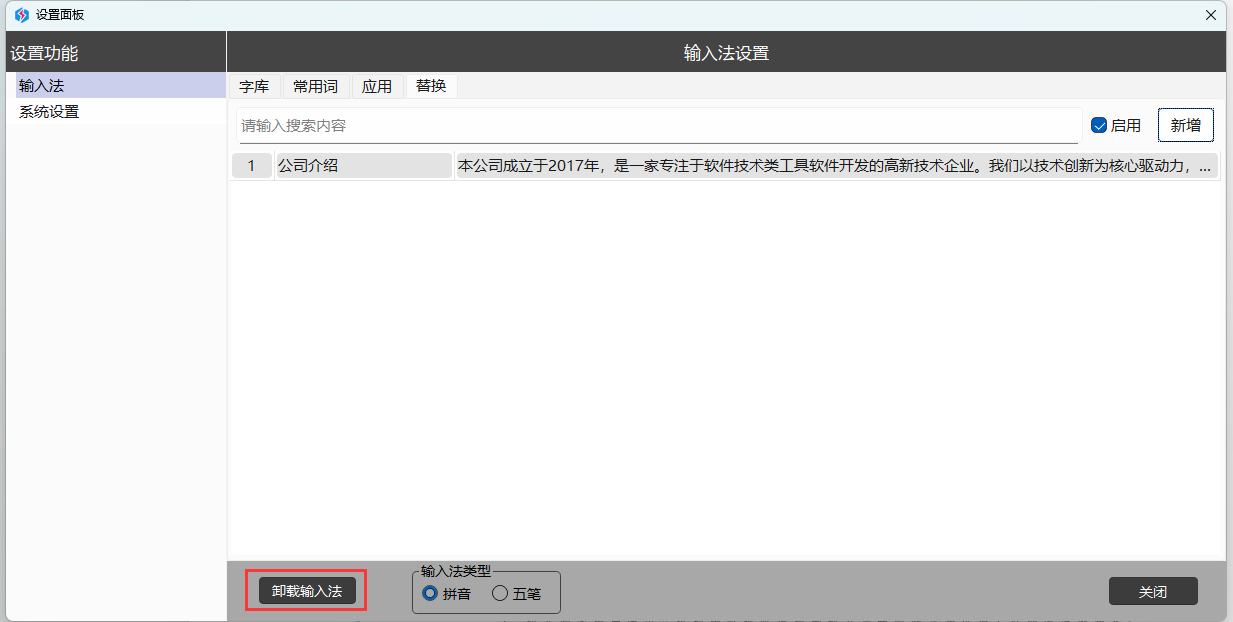 设置面板
设置功能
输入法设置
输入法
系统设置
字库 常用词 应用 替换
请输入搜索内容 启用 新增
1 公司介绍 本公司成立于2017年，是一家专注于软件技术类工具软件开发的高新技术企业。我们以技术创新为核心驱动力，...
卸载输入法
输入法类型
拼音 五笔
关闭